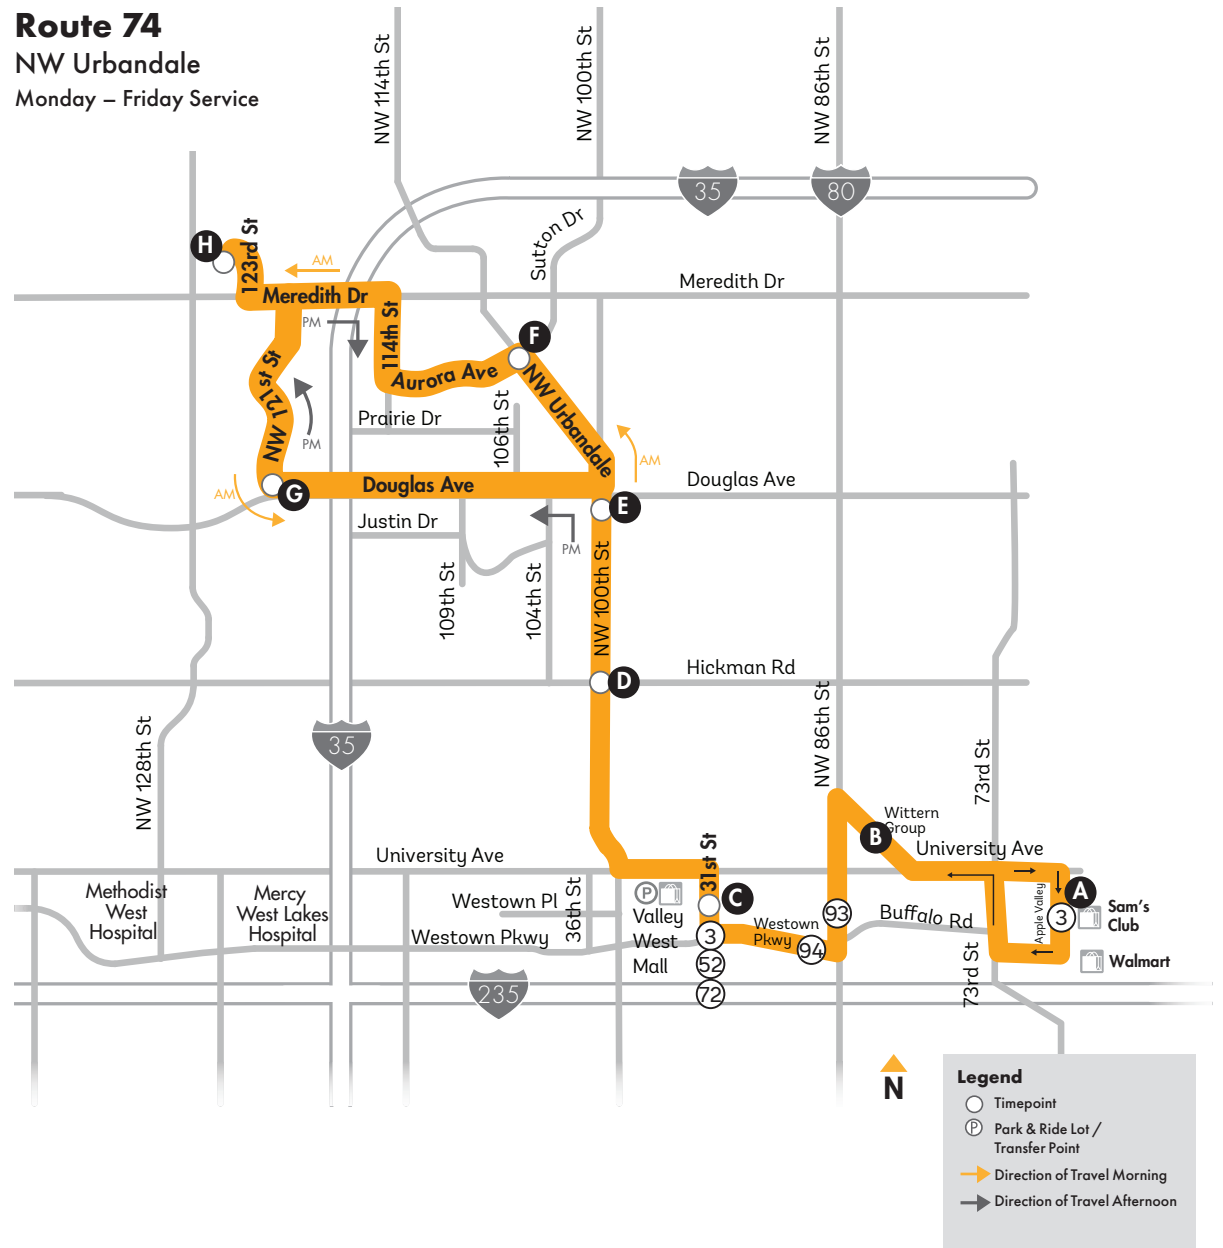 Route 74
NW Urbandale
Monday – Friday Service
NW 114th St
NW 100th St
NW 86th St
35
80
Sutton Dr
H
123rd St
AM
Meredith Dr
Meredith Dr
PM
114th St
F
NW 121st St
Aurora Ave
NW Urbandale
Prairie Dr
106th St
PM
AM
AM
G
Douglas Ave
Douglas Ave
E
Justin Dr
PM
109th St
104th St
NW 100th St
D
Hickman Rd
NW 86th St
NW 128th St
35
73rd St
Wittern
Group
B
University Ave
University Ave
31st St
Methodist
West
Hospital
Mercy
West Lakes
Hospital
Westown Pl
36th St
P
Valley
West
Mall
C
Westown Pkwy
Westown
Pkwy
3
52
72
93
94
Buffalo Rd
Apple Valley
A
3
Sam's
Club
Walmart
73rd St
235
N
Legend
Timepoint
P
Park & Ride Lot /
Transfer Point
Direction of Travel Morning
Direction of Travel Afternoon